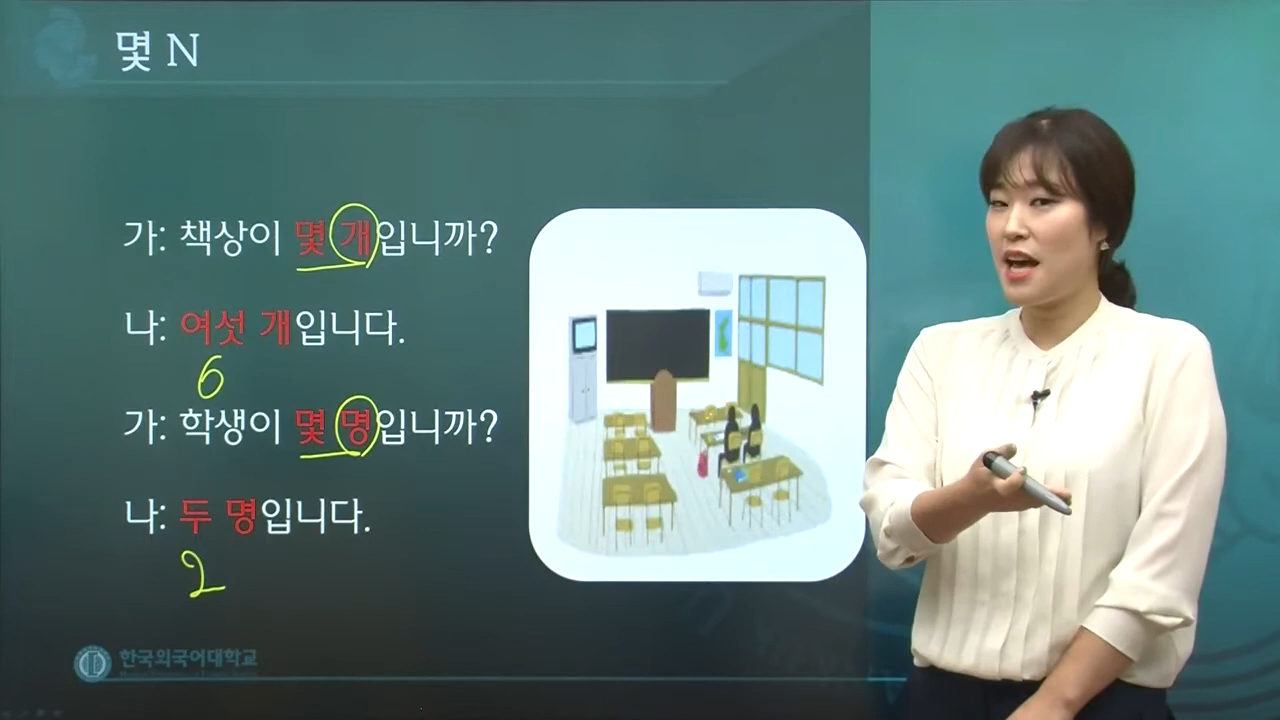 몇 N
가: 책상이 몇 개입니까?
나: 여섯 개입니다.
6
가: 학생이 몇 명입니까?
나: 두 명입니다.
2
한국외국어대학교